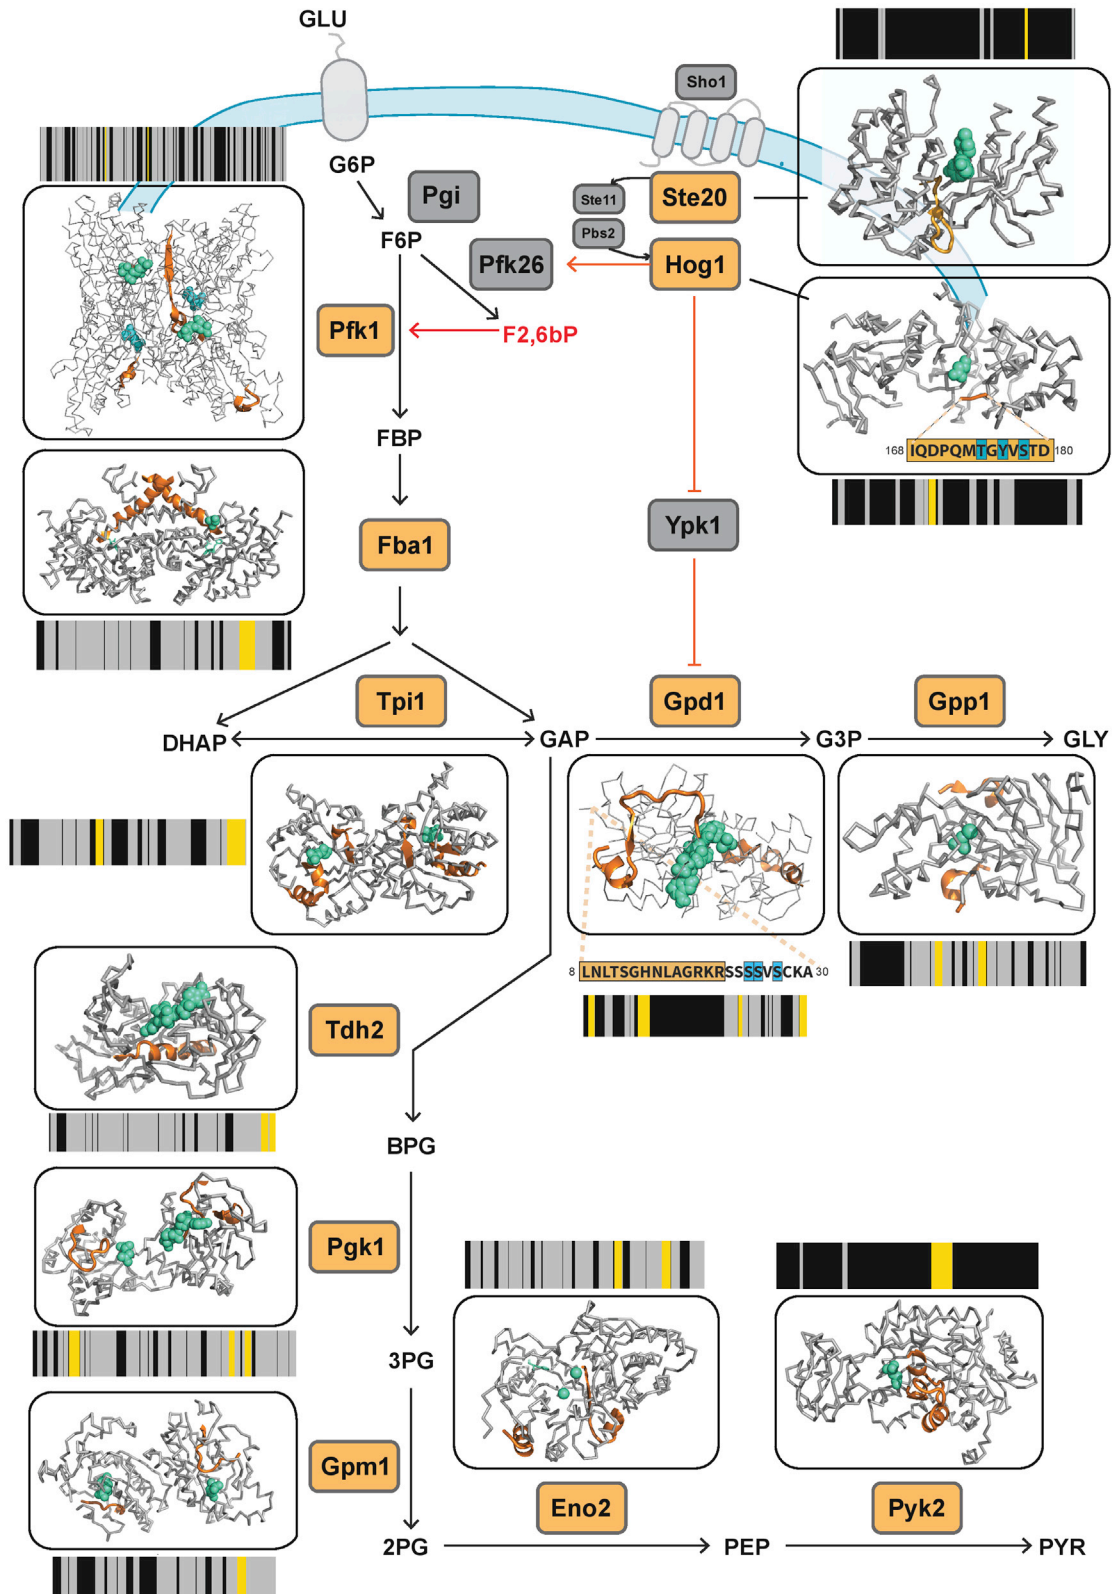 GLU
Sho1
G6P
Pgi
Ste11
Ste20
F6P
Pbs2
Pfk26
Hog1
Pfk1
F2,6bP
FBP
168 IQDPQMTGYVSTD 180
Ypk1
Fba1
Tpi1
Gpd1
Gpp1
DHAP
GAP
G3P
GLY
8 LNLTSGHNLAGRKRSSSSSVSCKA 30
Tdh2
BPG
Pgk1
3PG
Gpm1
Eno2
Pyk2
2PG
PEP
PYR